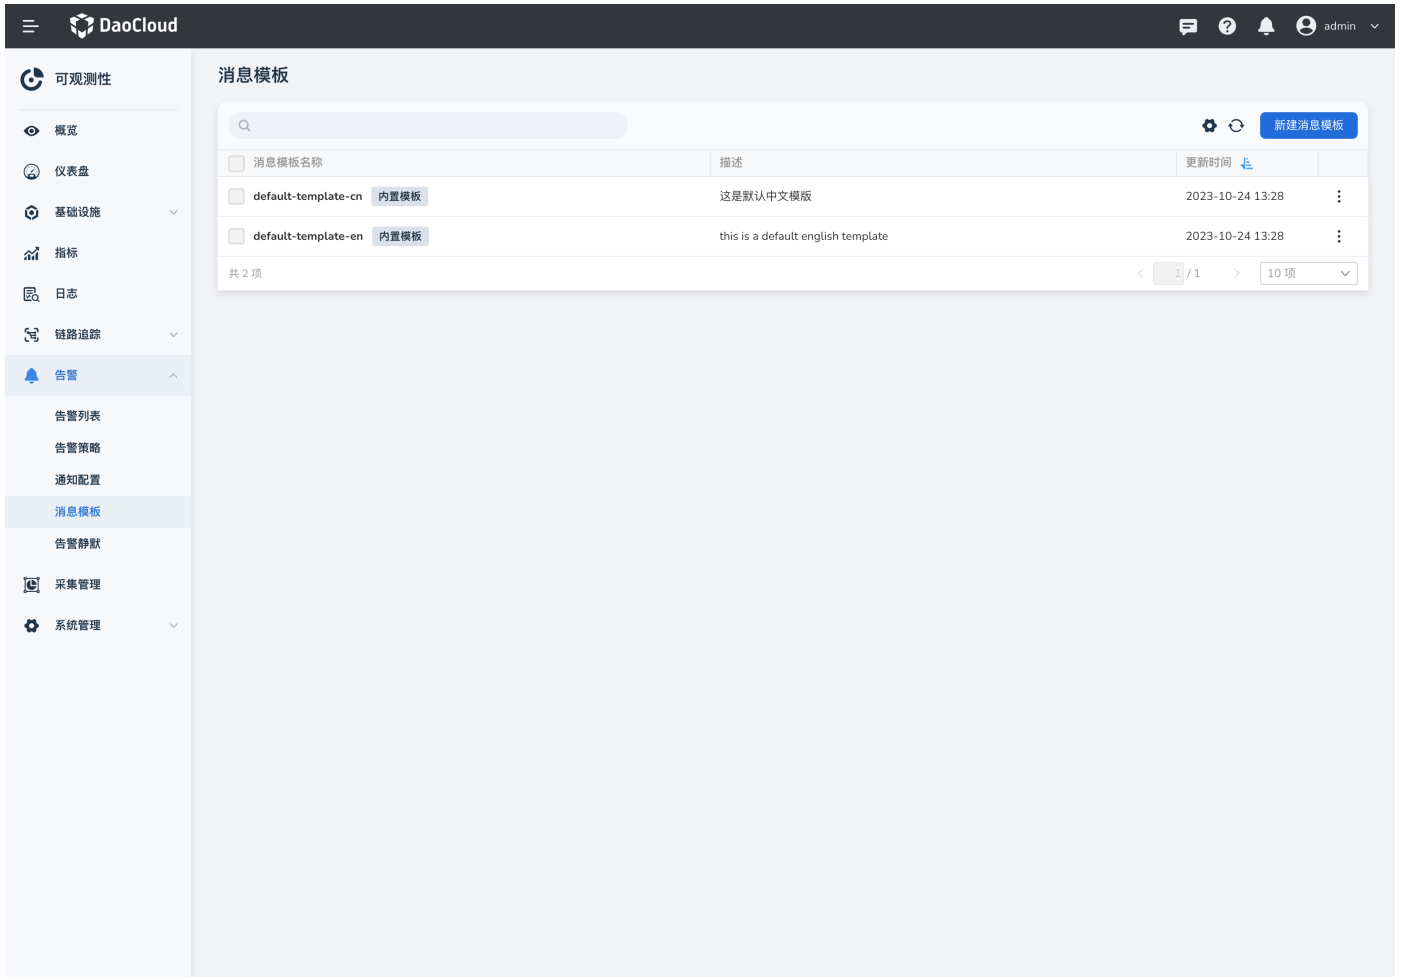 DaoCloud
admin
可观测性
概览
仪表盘
基础设施
指标
日志
链路追踪
告警
告警列表
告警策略
通知配置
消息模板
告警静默
采集管理
系统管理
消息模板
新建消息模板
消息模板名称 描述 更新时间
default-template-cn 内置模板 这是默认中文模版 2023-10-24 13:28
default-template-en 内置模板 this is a default english template 2023-10-24 13:28
共 2 项 1 / 1 10 项